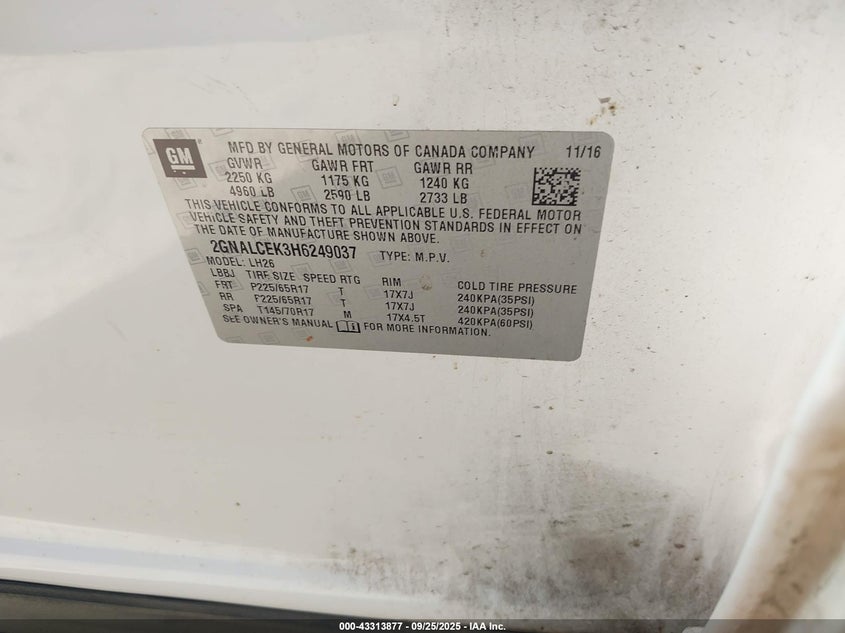 GM
MFD BY GENERAL MOTORS OF CANADA COMPANY 11/16
GVWR GAWR FRT GAWR RR
2250 KG 1175 KG 1240 KG
4960 LB 2590 LB 2733 LB
THIS VEHICLE CONFORMS TO ALL APPLICABLE U.S. FEDERAL MOTOR
VEHICLE SAFETY AND THEFT PREVENTION STANDARDS IN EFFECT ON
THE DATE OF MANUFACTURE SHOWN ABOVE.
2GNALCEK3H6249037 TYPE: M.P.V.
MODEL: LH26
LBBJ TIRE SIZE SPEED RTG RIM COLD TIRE PRESSURE
FRT P225/65R17 T 17X7J 240KPA(35PSI)
RR P225/65R17 T 17X7J 240KPA(35PSI)
SPA T145/70R17 M 17X4.5T 420KPA(60PSI)
SEE OWNER'S MANUAL FOR MORE INFORMATION.
000-43313877 - 09/25/2025 - IAA Inc.